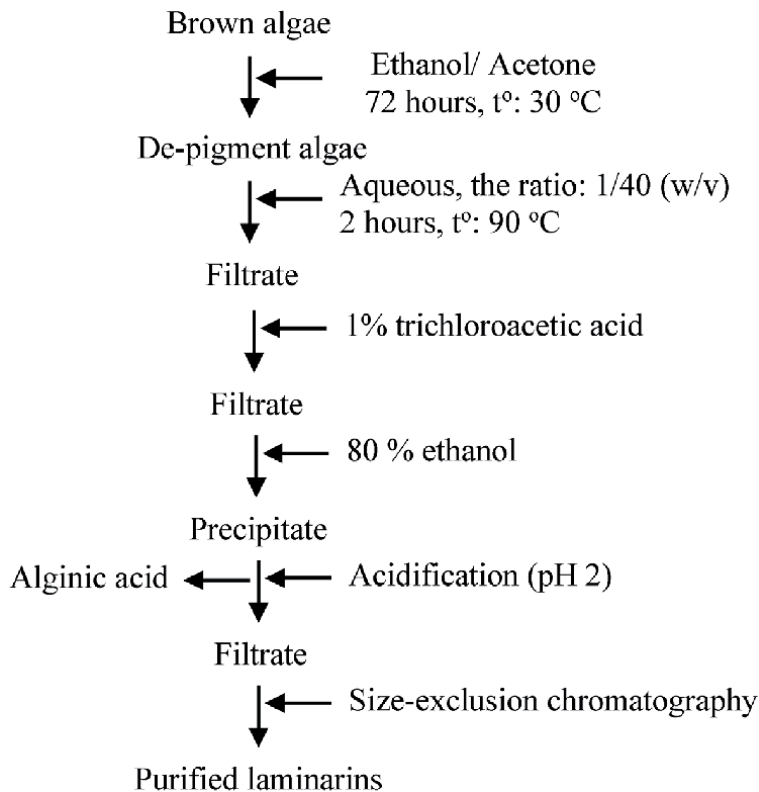 Brown algae
Ethanol/ Acetone
72 hours, tº: 30 ºC
De-pigment algae
Aqueous, the ratio: 1/40 (w/v)
2 hours, tº: 90 ºC
Filtrate
1% trichloroacetic acid
Filtrate
80 % ethanol
Precipitate
Alginic acid
Acidification (pH 2)
Filtrate
Size-exclusion chromatography
Purified laminarins